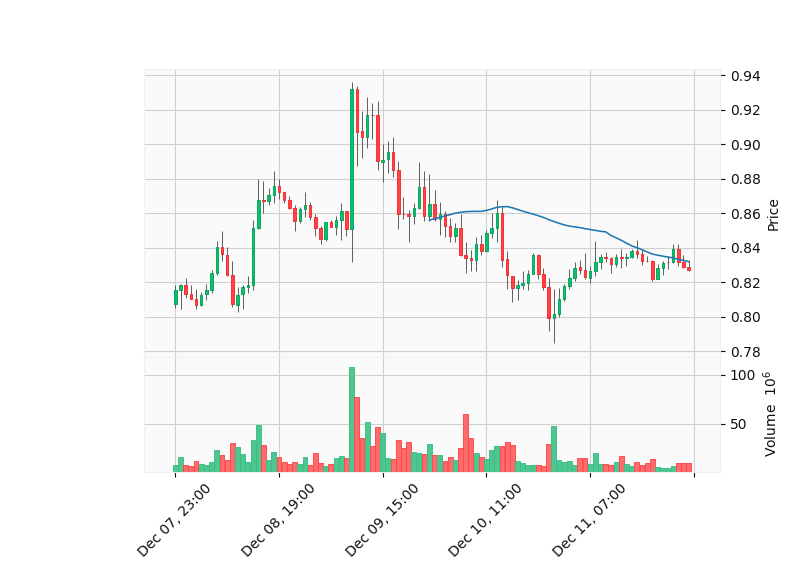 0.94
0.92
0.90
0.88
0.86
0.84
0.82
0.80
0.78
Price
100
50
Volume 10^6
Dec 07, 23:00
Dec 08, 19:00
Dec 09, 15:00
Dec 10, 11:00
Dec 11, 07:00